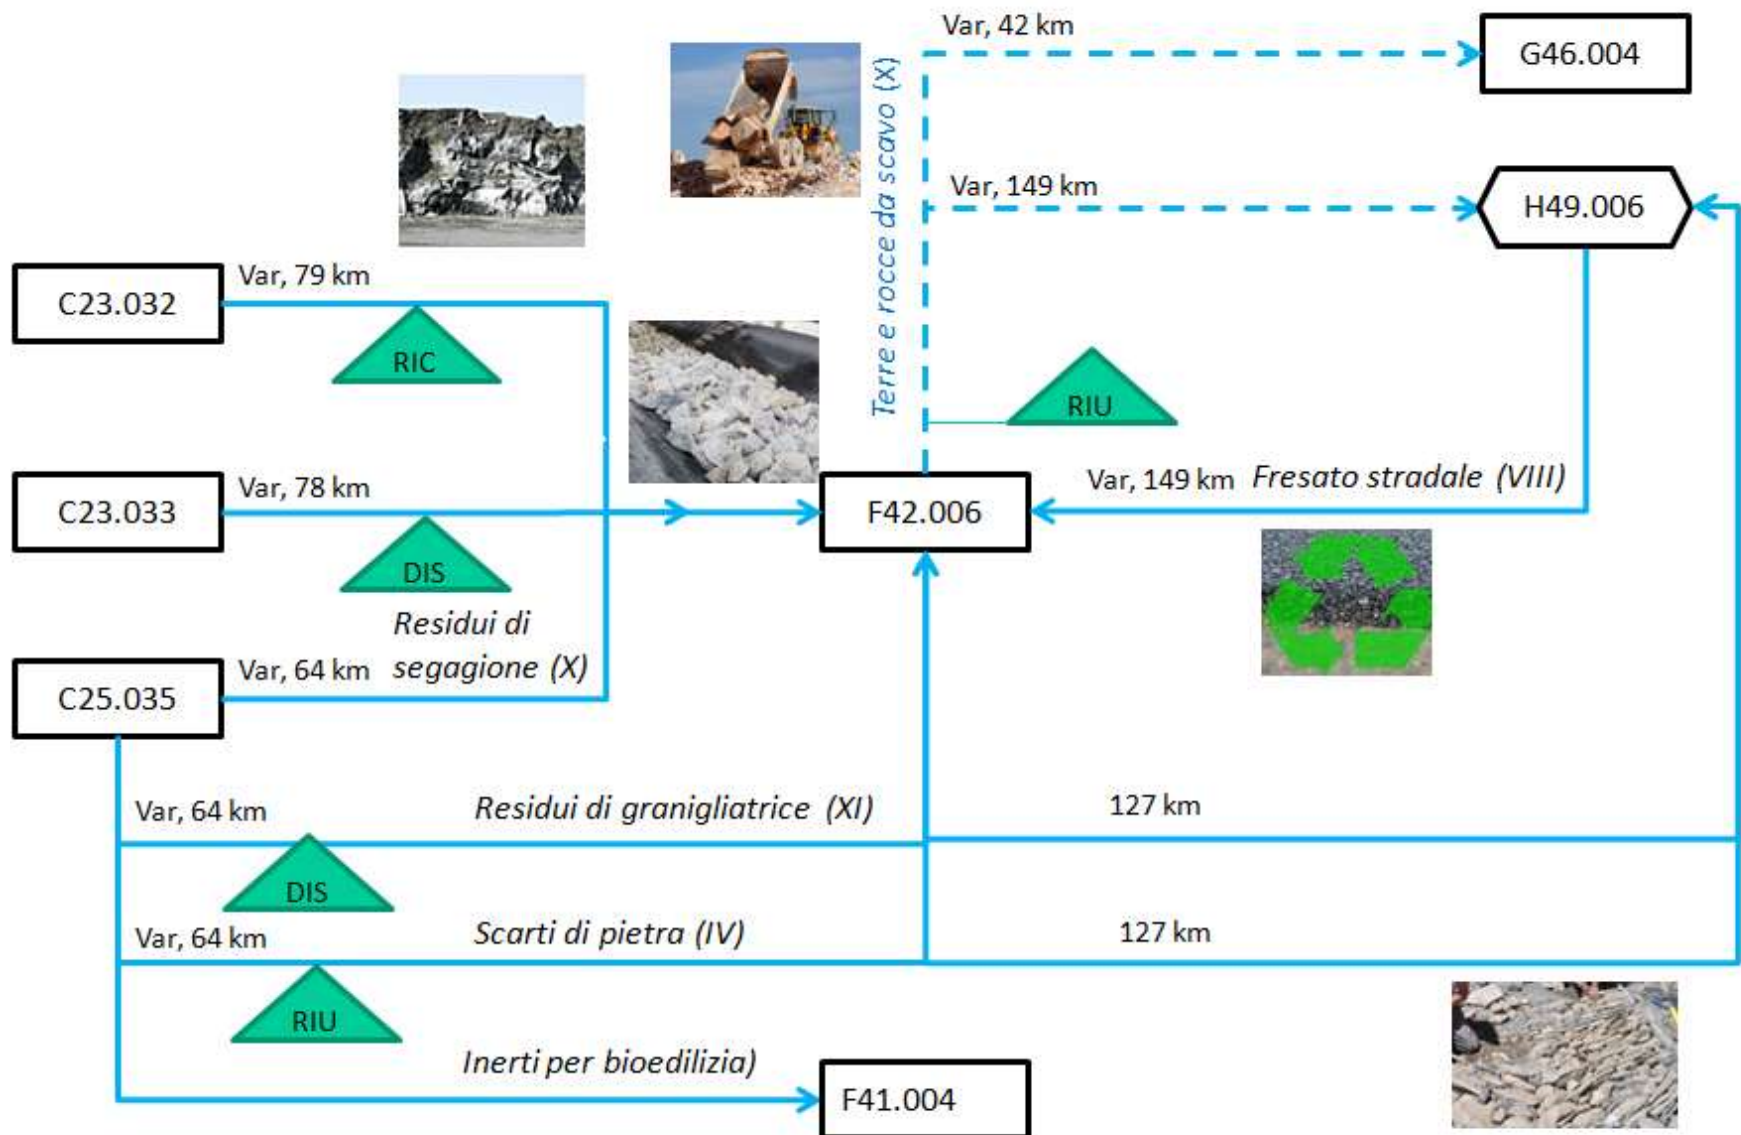 Var, 42 km
G46.004
Terre e rocce da scavo (X)
Var, 149 km
H49.006
Var, 79 km
C23.032
RIC
RIU
Var, 78 km
C23.033
F42.006
Var, 149 km
Fresato stradale (VIII)
DIS
Residui di
segagione (X)
Var, 64 km
C25.035
Var, 64 km
Residui di granigliatrice (XI)
127 km
DIS
Var, 64 km
Scarti di pietra (IV)
127 km
RIU
Inerti per bioedilizia)
F41.004